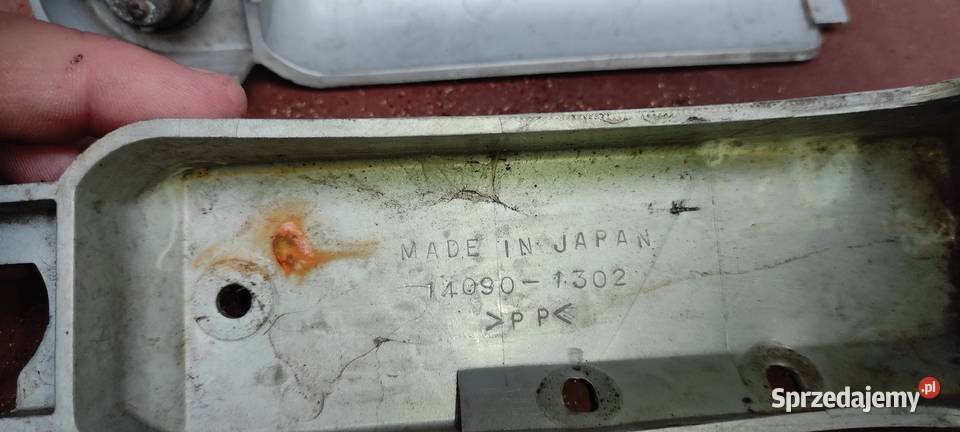 MADE IN JAPAN
14090-1302
>PP<
Sprzedajemy.pl